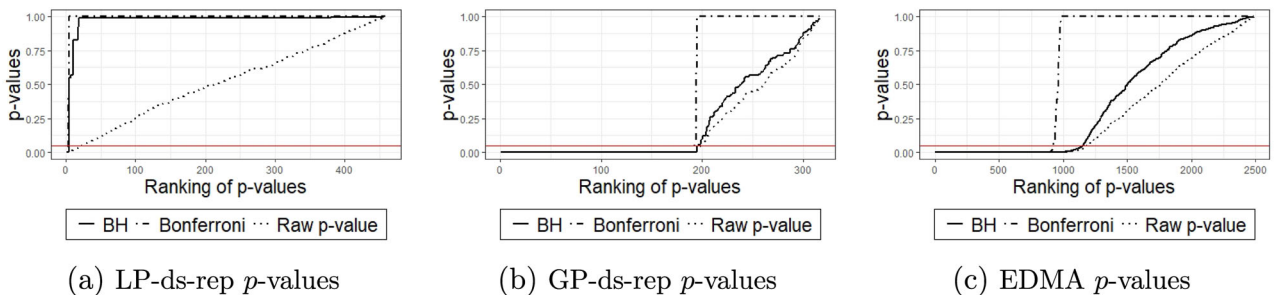 1.00
0.75
0.50
0.25
0.00
p-values
0 100 200 300 400
Ranking of p-values
BH Bonferroni Raw p-value
(a) LP-ds-rep p-values
1.00
0.75
0.50
0.25
0.00
p-values
0 100 200 300
Ranking of p-values
BH Bonferroni Raw p-value
(b) GP-ds-rep p-values
1.00
0.75
0.50
0.25
0.00
p-values
0 500 1000 1500 2000 2500
Ranking of p-values
BH Bonferroni Raw p-value
(c) EDMA p-values